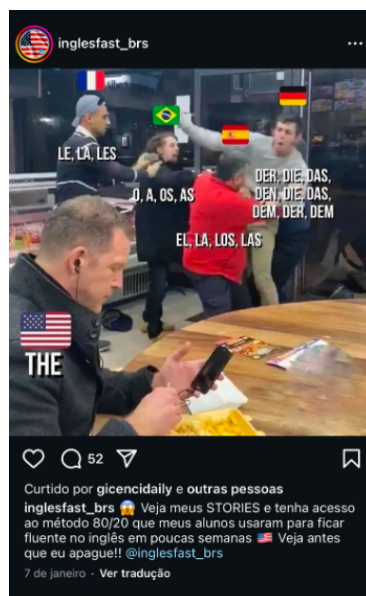 inglesfast_brs
LE, LA, LES
O, A, OS, AS
DER, DIE, DAS,
DEN, DIE, DAS,
DEM, DER, DEM
EL, LA, LOS, LAS
THE
52
Curtido por gicencidaily e outras pessoas
inglesfast_brs 😱 Veja meus STORIES e tenha acesso
ao método 80/20 que meus alunos usaram para ficar
fluente no inglês em poucas semanas 🇺🇸 Veja antes
que eu apague!! @inglesfast_brs
7 de janeiro · Ver tradução